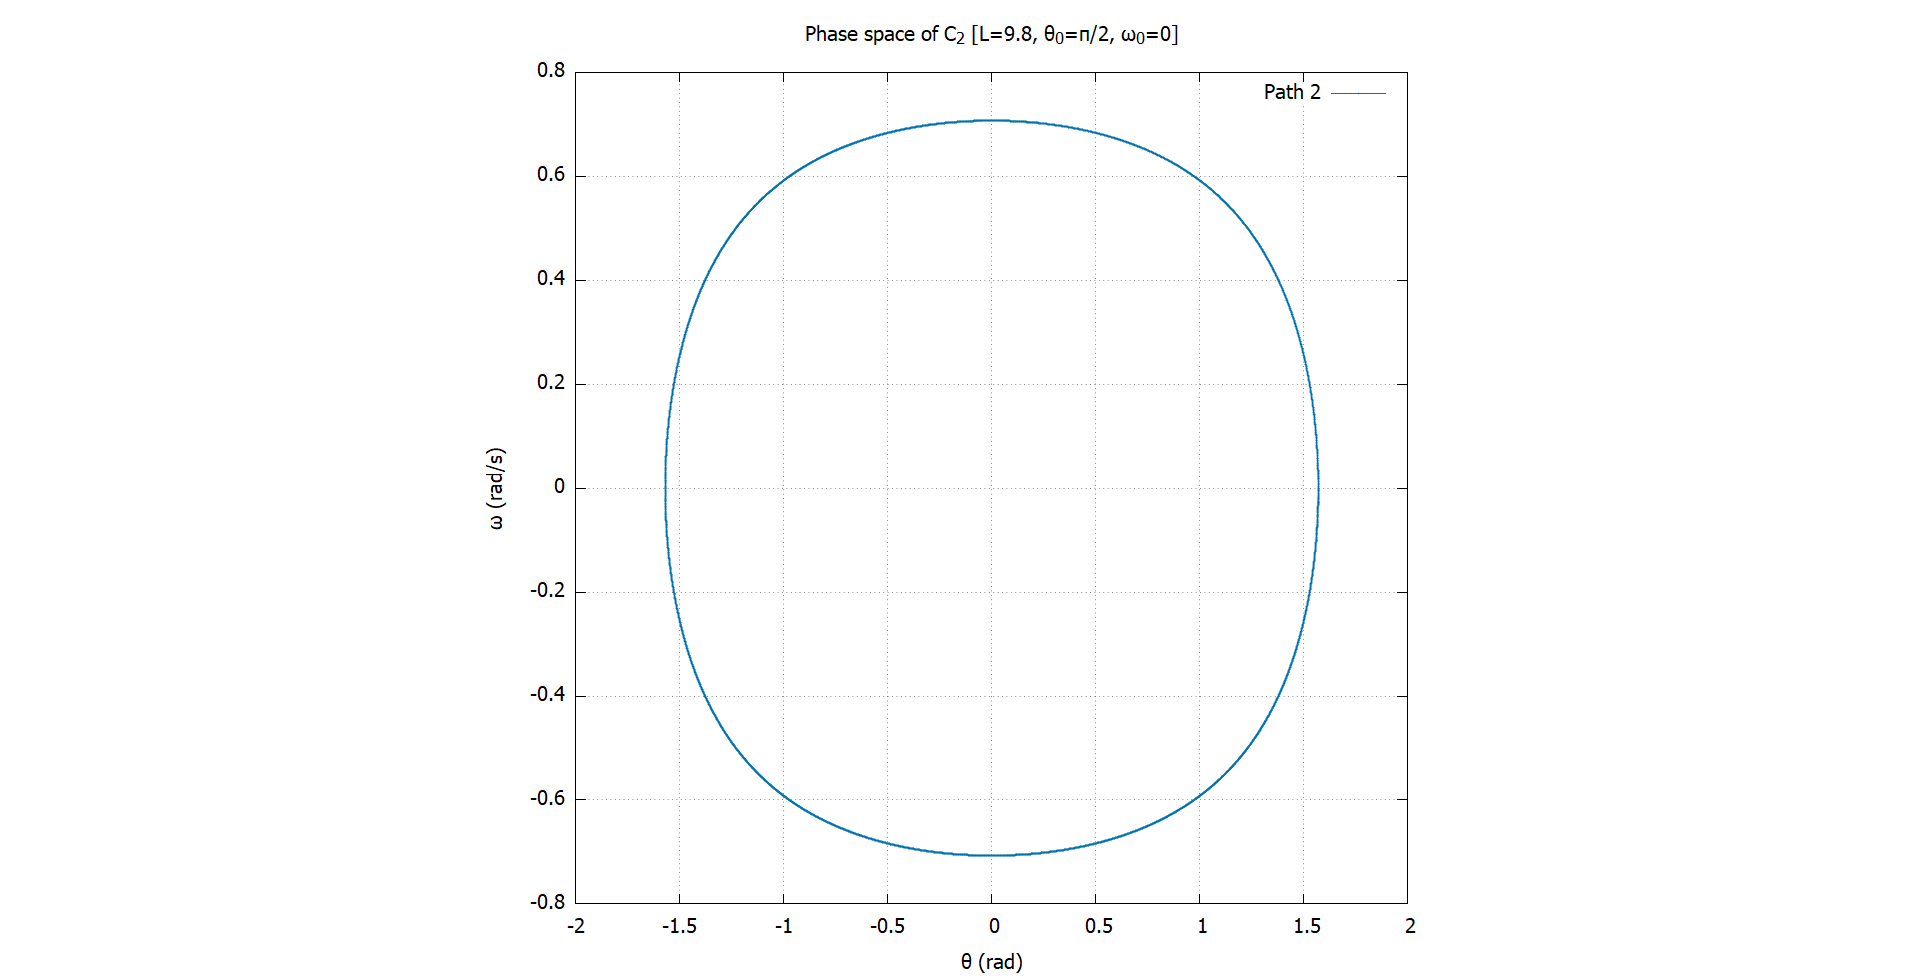 Phase space of C₂ [L=9.8, θ₀=π/2, ω₀=0]
Path 2
0.8
0.6
0.4
0.2
0
-0.2
-0.4
-0.6
-0.8
ω (rad/s)
-2 -1.5 -1 -0.5 0 0.5 1 1.5 2
θ (rad)